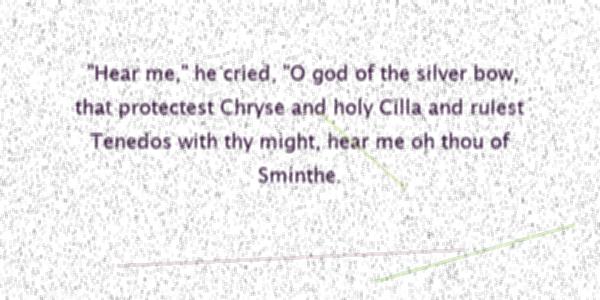 "Hear me," he cried, "O god of the silver bow,
that protectest Chryse and holy Cilla and rulest
Tenedos with thy might, hear me oh thou of
Sminthe.